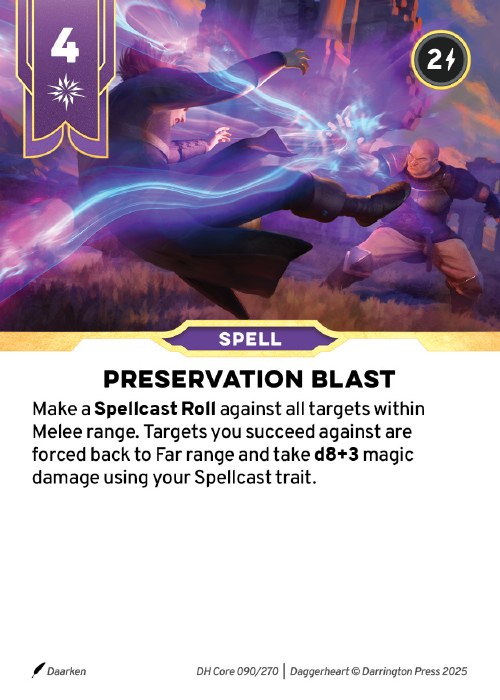 4
2
SPELL
PRESERVATION BLAST
Make a Spellcast Roll against all targets within
Melee range. Targets you succeed against are
forced back to Far range and take d8+3 magic
damage using your Spellcast trait.
Daarken
DH Core 090/270 | Daggerheart © Darrington Press 2025